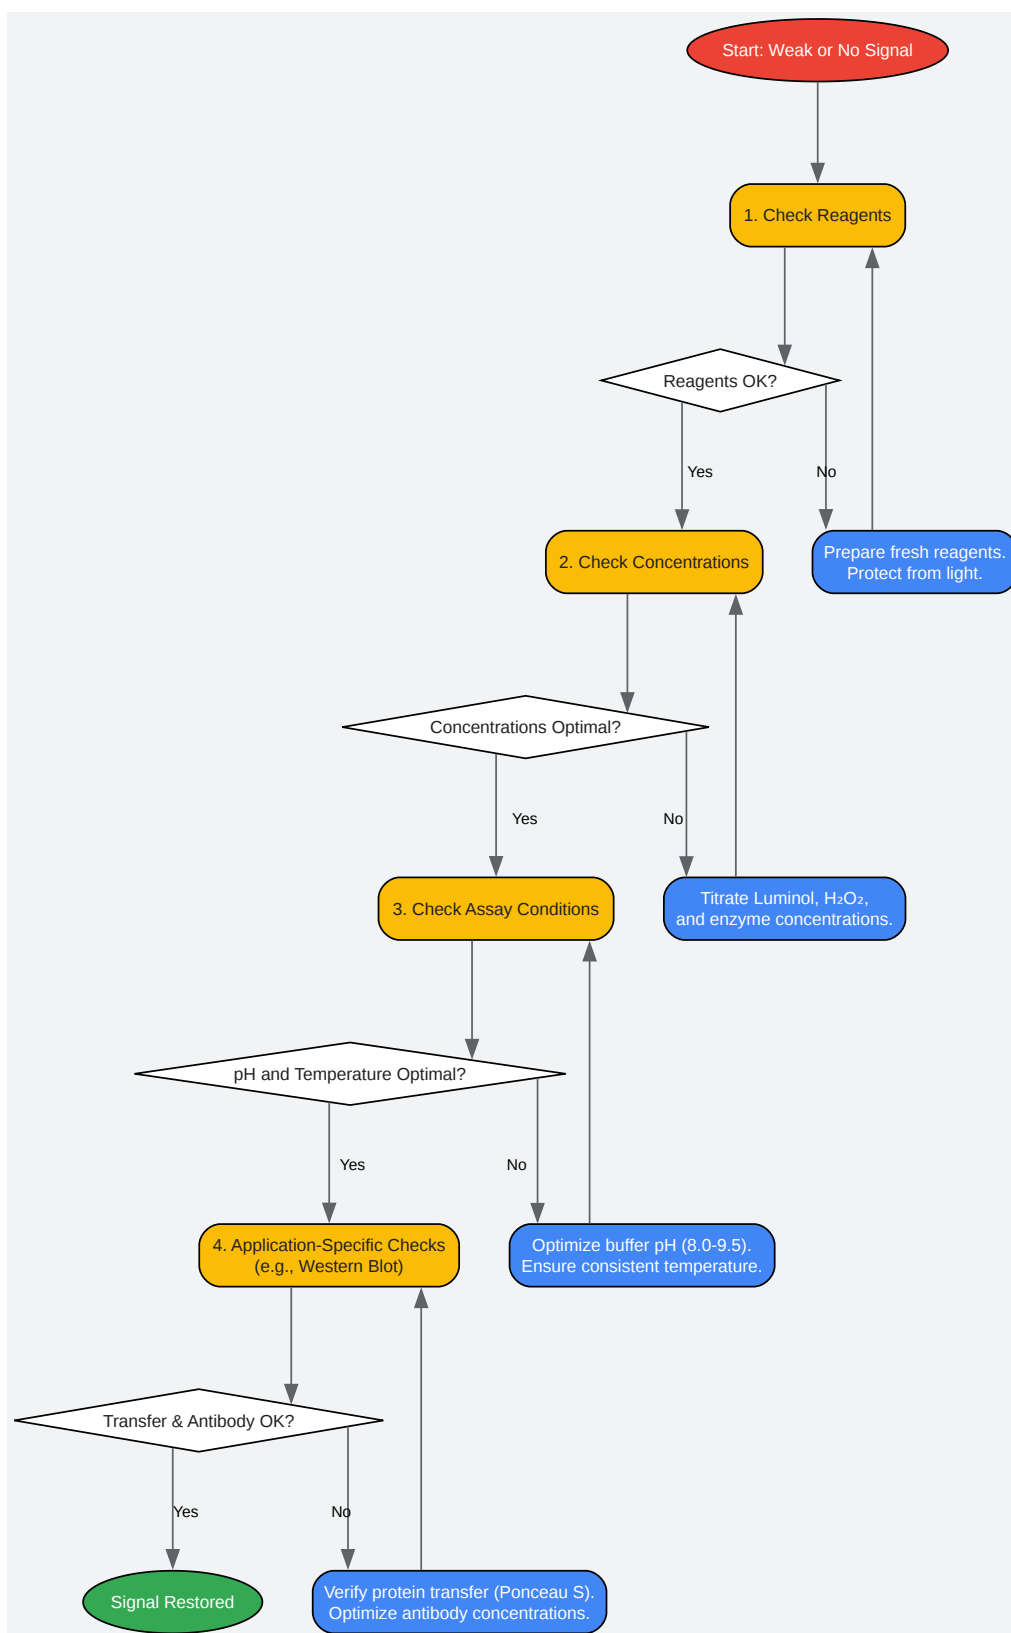 Start: Weak or No Signal
1. Check Reagents
Reagents OK?
Yes
No
2. Check Concentrations
Prepare fresh reagents.
Protect from light.
Concentrations Optimal?
Yes
No
3. Check Assay Conditions
Titrate Luminol, H₂O₂,
and enzyme concentrations.
pH and Temperature Optimal?
Yes
No
4. Application-Specific Checks
(e.g., Western Blot)
Optimize buffer pH (8.0-9.5).
Ensure consistent temperature.
Transfer & Antibody OK?
Yes
No
Signal Restored
Verify protein transfer (Ponceau S).
Optimize antibody concentrations.